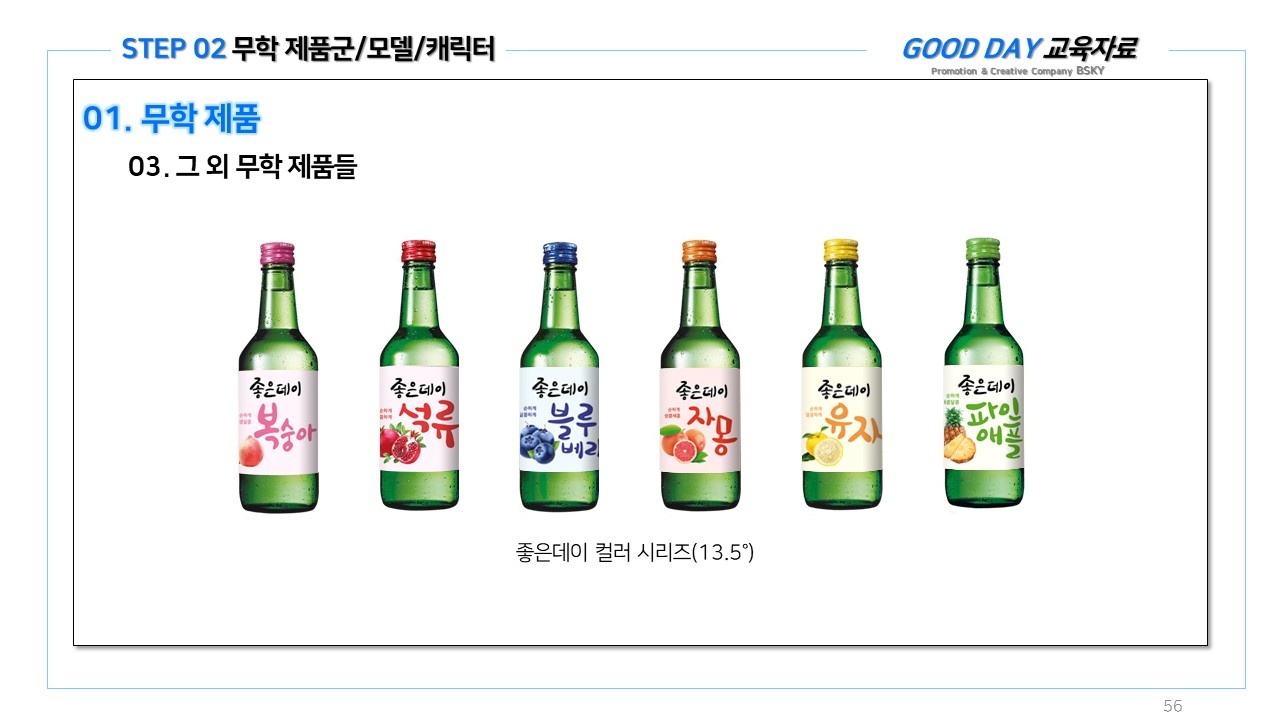 STEP 02 무학 제품군/모델/캐릭터
GOOD DAY 교육자료
Promotion & Creative Company BSKY
01. 무학 제품
03. 그 외 무학 제품들
좋은데이
복숭아
좋은데이
석류
좋은데이
블루
베리
좋은데이
자몽
좋은데이
유자
좋은데이
파인
애플
좋은데이 컬러 시리즈(13.5°)
56